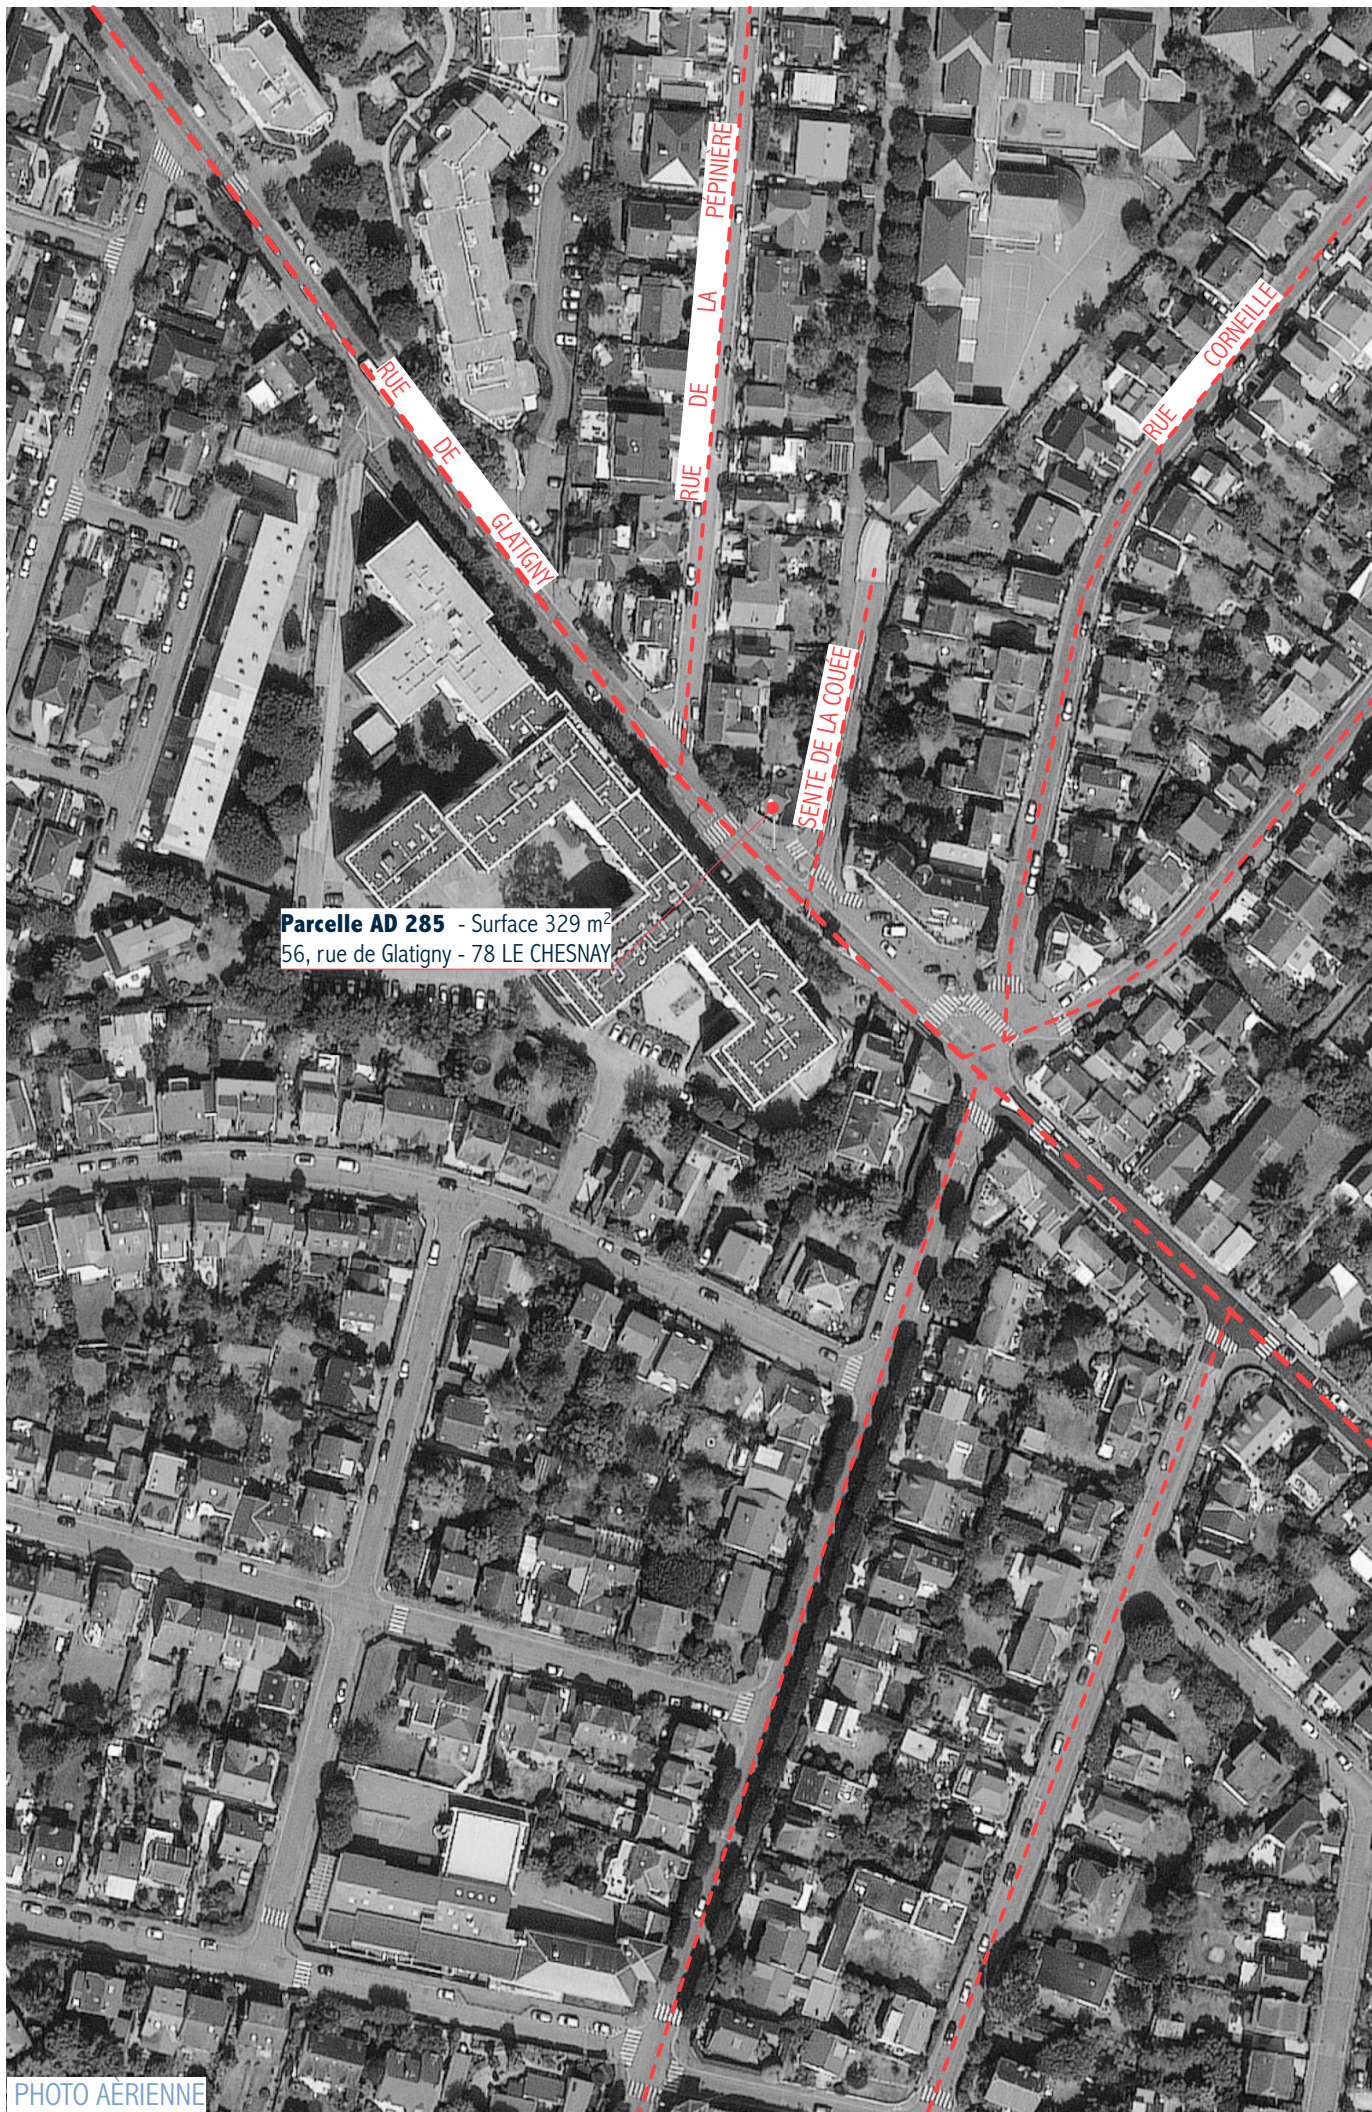 RUE DE LA PÉPINIÈRE
RUE CORNEILLE
RUE DE GLATIGNY
SENTE DE LA COUÉE
Parcelle AD 285 - Surface 329 m²
56, rue de Glatigny - 78 LE CHESNAY
PHOTO AÈRIENNE